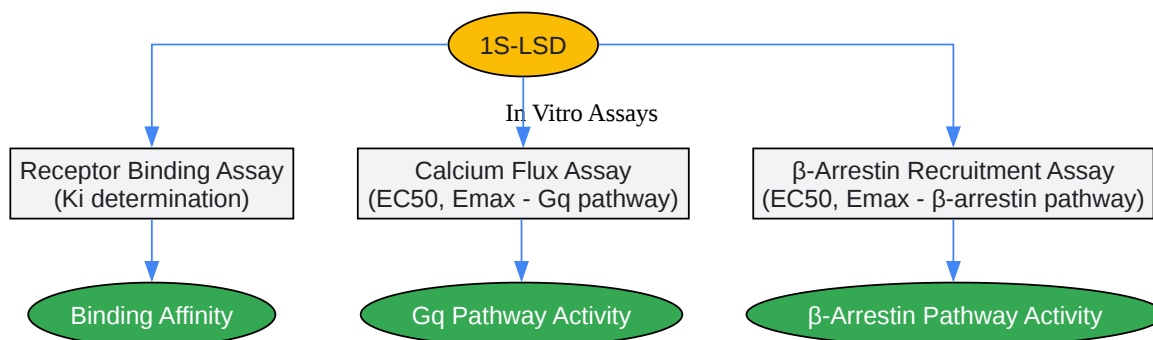 1S-LSD
In Vitro Assays
Receptor Binding Assay
(Ki determination)
Calcium Flux Assay
(EC50, Emax - Gq pathway)
β-Arrestin Recruitment Assay
(EC50, Emax - β-arrestin pathway)
Binding Affinity
Gq Pathway Activity
β-Arrestin Pathway Activity